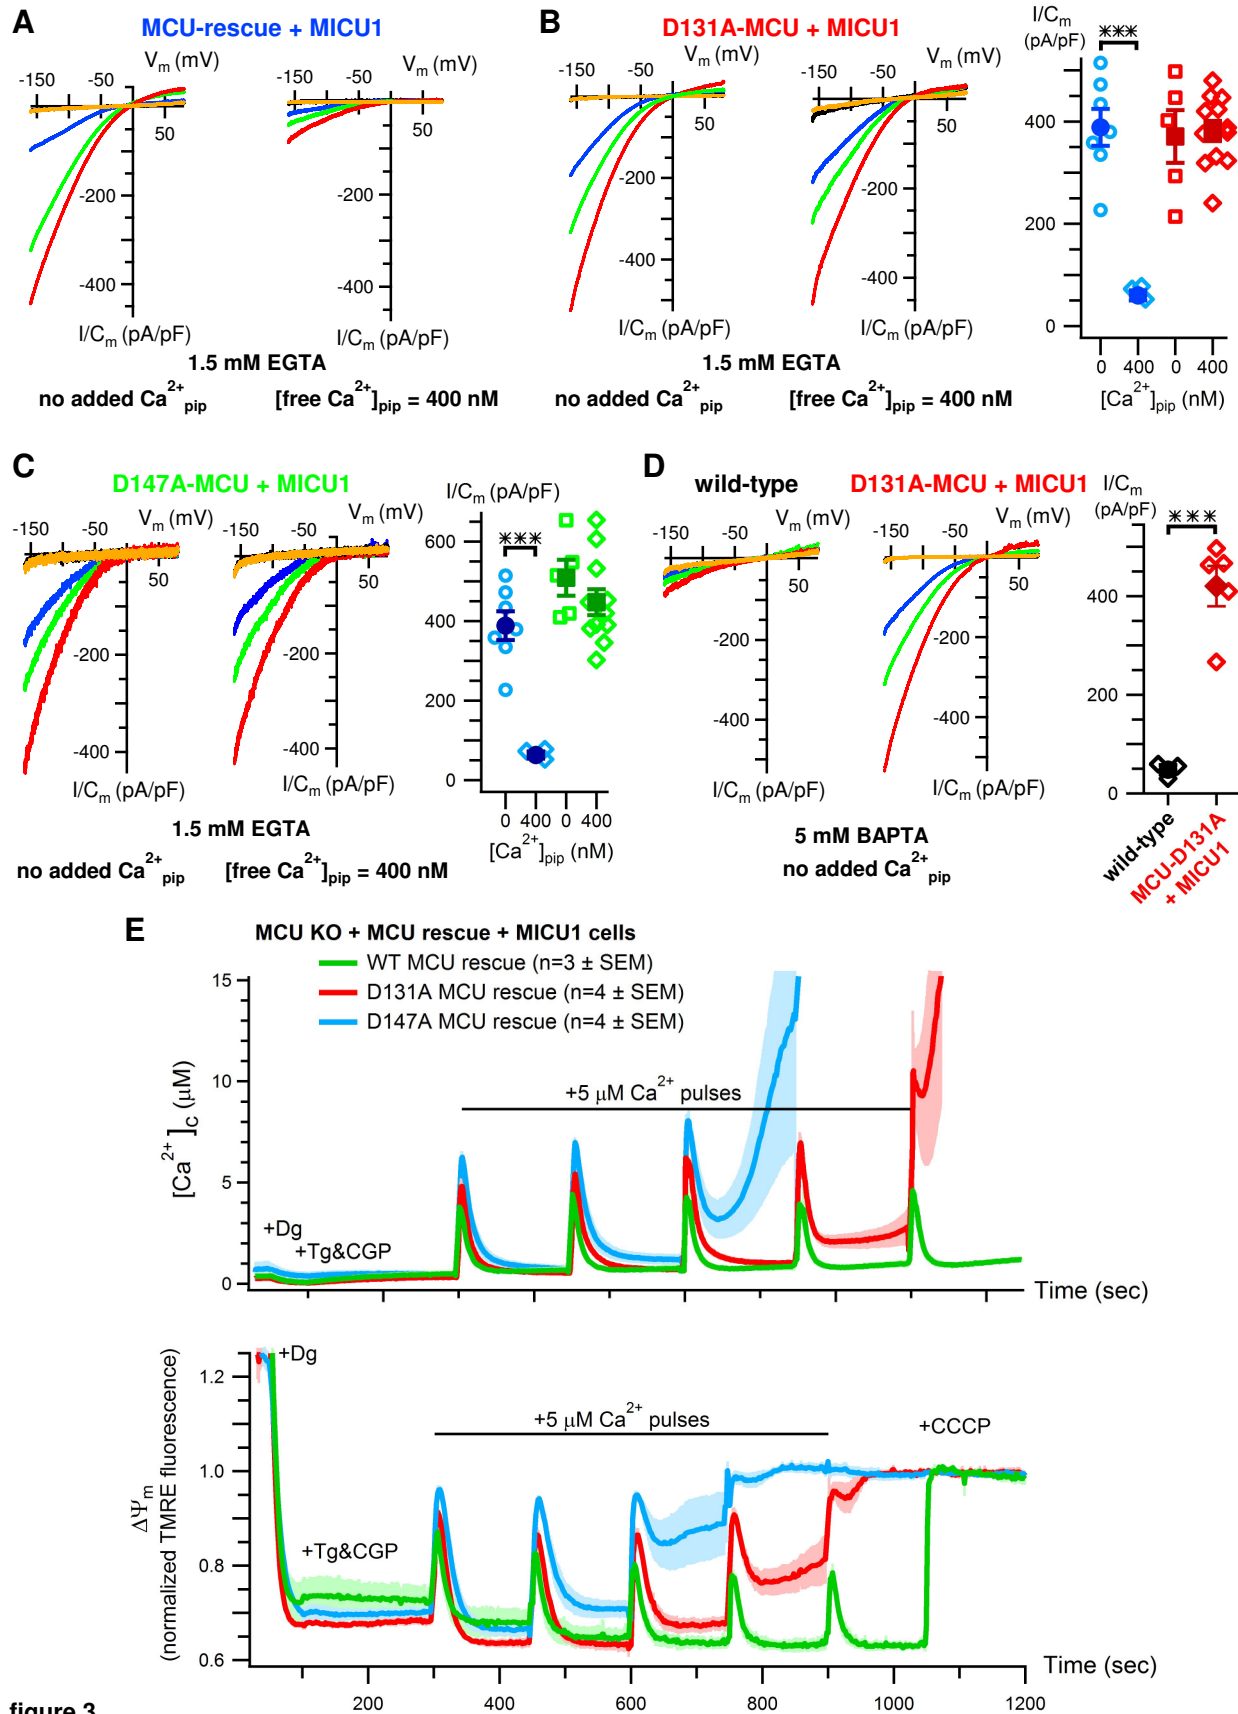 A
MCU-rescue + MICU1
-150 -50 Vm (mV)
50
-200
-400
I/Cm (pA/pF)
-150 -50 Vm (mV)
50
-200
-400
I/Cm (pA/pF)
1.5 mM EGTA
no added Ca2+pip
[free Ca2+]pip = 400 nM
B
D131A-MCU + MICU1
-150 -50 Vm (mV)
50
-200
-400
I/Cm (pA/pF)
-150 -50 Vm (mV)
50
-200
-400
I/Cm (pA/pF)
1.5 mM EGTA
no added Ca2+pip
[free Ca2+]pip = 400 nM
I/Cm
(pA/pF)
***
400
200
0
0 400 0 400
[Ca2+]pip (nM)
C
D147A-MCU + MICU1
-150 -50 Vm (mV)
50
-200
-400
I/Cm (pA/pF)
-150 -50 Vm (mV)
50
-200
-400
I/Cm (pA/pF)
1.5 mM EGTA
no added Ca2+pip
[free Ca2+]pip = 400 nM
I/Cm (pA/pF)
***
600
400
200
0
0 400 0 400
[Ca2+]pip (nM)
D
wild-type
-150 -50 Vm (mV)
50
-200
-400
I/Cm (pA/pF)
D131A-MCU + MICU1
-150 -50 Vm (mV)
50
-200
-400
I/Cm (pA/pF)
5 mM BAPTA
no added Ca2+pip
I/Cm
(pA/pF)
***
400
200
0
wild-type
MCU-D131A
+ MICU1
E
MCU KO + MCU rescue + MICU1 cells
WT MCU rescue (n=3 ± SEM)
D131A MCU rescue (n=4 ± SEM)
D147A MCU rescue (n=4 ± SEM)
[Ca2+]C (μM)
15
10
5
0
+5 μM Ca2+ pulses
+Dg
+Tg&CGP
Time (sec)
ΔΨm
(normalized TMRE fluorescence)
1.2
1.0
0.8
0.6
+Dg
+5 μM Ca2+ pulses
+CCCP
+Tg&CGP
Time (sec)
200 400 600 800 1000 1200
figure 3